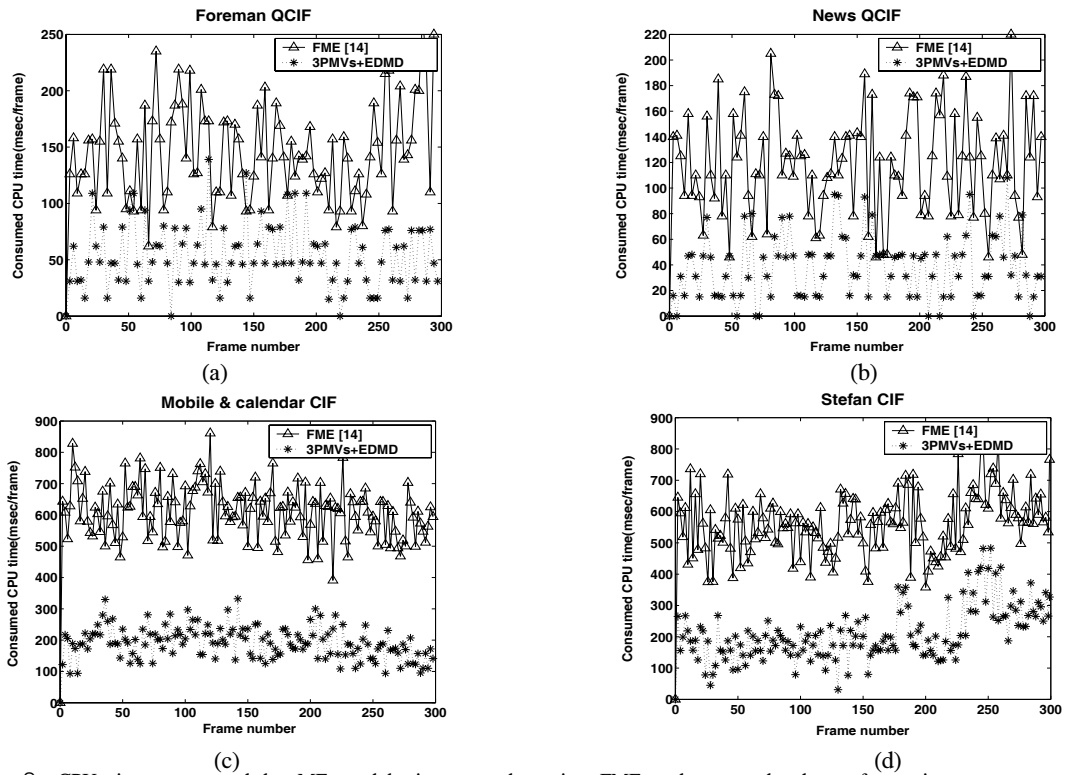 Foreman QCIF
250
200
150
100
50
0
0 50 100 150 200 250 300
Consumed CPU time(msec/frame)
Frame number
FME [14]
3PMVs+EDMD
(a)
News QCIF
220
200
180
160
140
120
100
80
60
40
20
0
0 50 100 150 200 250 300
Consumed CPU time(msec/frame)
Frame number
FME [14]
3PMVs+EDMD
(b)
Mobile & calendar CIF
900
800
700
600
500
400
300
200
100
0
0 50 100 150 200 250 300
Consumed CPU time(msec/frame)
Frame number
FME [14]
3PMVs+EDMD
(c)
Stefan CIF
900
800
700
600
500
400
300
200
100
0
0 50 100 150 200 250 300
Consumed CPU time(msec/frame)
Frame number
FME [14]
3PMVs+EDMD
(d)